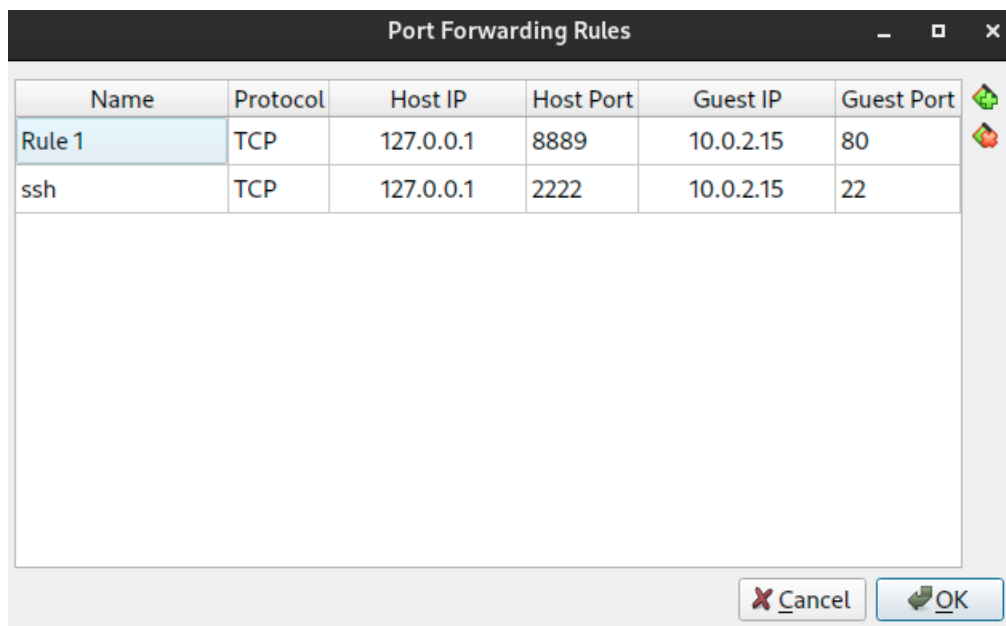 Port Forwarding Rules
Name Protocol Host IP Host Port Guest IP Guest Port
Rule 1 TCP 127.0.0.1 8889 10.0.2.15 80
ssh TCP 127.0.0.1 2222 10.0.2.15 22
Cancel OK